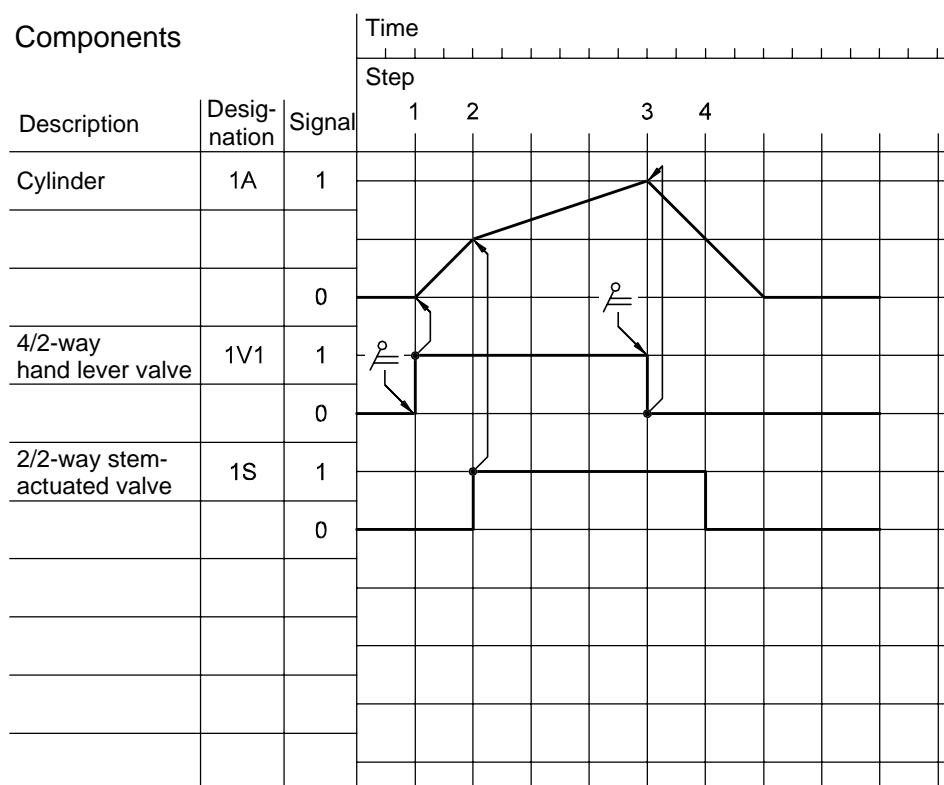 Components
Time
Step
1 2 3 4
Description
Desig-
nation
Signal
Cylinder 1A 1
0
4/2-way
hand lever valve
1V1 1
0
2/2-way stem-
actuated valve
1S 1
0